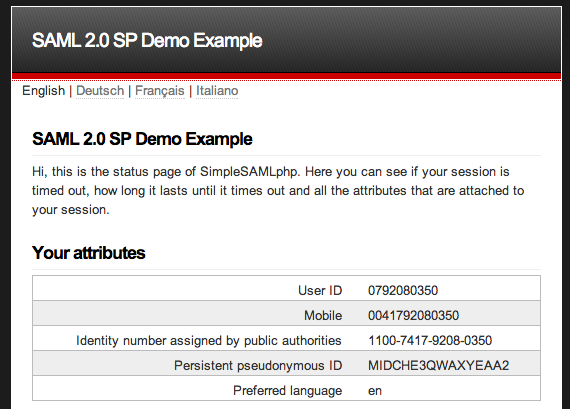 SAML 2.0 SP Demo Example
English | Deutsch | Français | Italiano
SAML 2.0 SP Demo Example
Hi, this is the status page of SimpleSAMLphp. Here you can see if your session is
timed out, how long it lasts until it times out and all the attributes that are attached to
your session.
Your attributes
User ID 0792080350
Mobile 0041792080350
Identity number assigned by public authorities 1100-7417-9208-0350
Persistent pseudonymous ID MIDCHE3QWAXYEAA2
Preferred language en